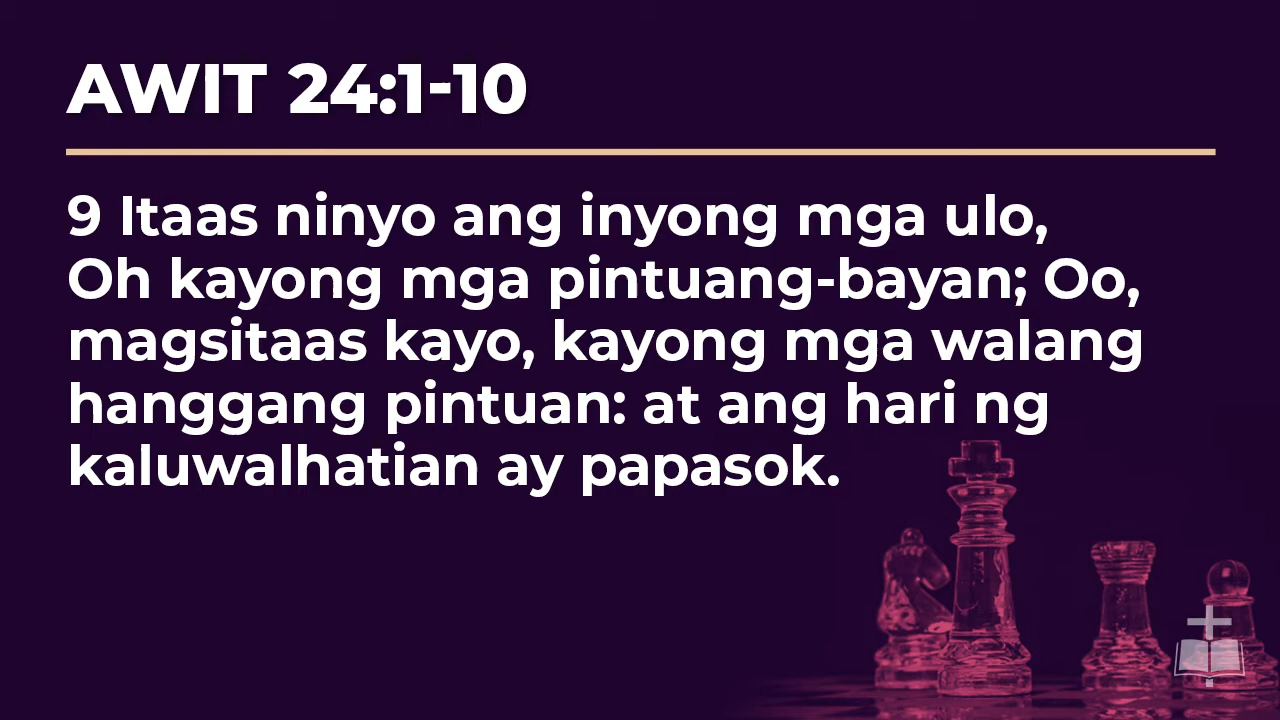 AWIT 24:1-10
9 Itaas ninyo ang inyong mga ulo,
Oh kayong mga pintuang-bayan; Oo,
magsitaas kayo, kayong mga walang
hanggang pintuan: at ang hari ng
kaluwalhatian ay papasok.